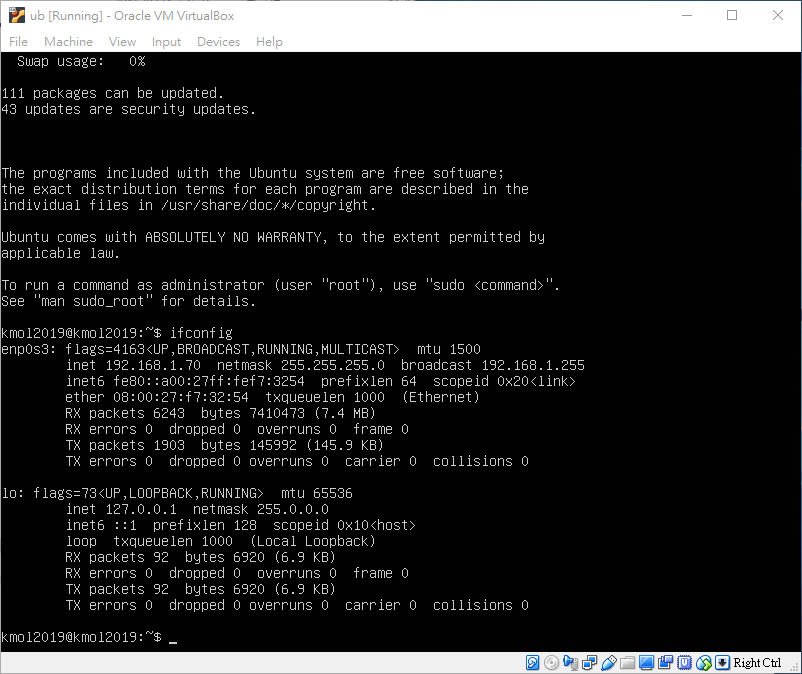 ub [Running] - Oracle VM VirtualBox
File Machine View Input Devices Help
Swap usage: 0%
111 packages can be updated.
43 updates are security updates.
The programs included with the Ubuntu system are free software;
the exact distribution terms for each program are described in the
individual files in /usr/share/doc/*/copyright.
Ubuntu comes with ABSOLUTELY NO WARRANTY, to the extent permitted by
applicable law.
To run a command as administrator (user "root"), use "sudo <command>".
See "man sudo_root" for details.
kmol2019@kmol2019:~$ ifconfig
enp0s3: flags=4163<UP,BROADCAST,RUNNING,MULTICAST> mtu 1500
inet 192.168.1.70 netmask 255.255.255.0 broadcast 192.168.1.255
inet6 fe80::a00:27ff:fef7:3254 prefixlen 64 scopeid 0x20<link>
ether 08:00:27:f7:32:54 txqueuelen 1000 (Ethernet)
RX packets 6243 bytes 7410473 (7.4 MB)
RX errors 0 dropped 0 overruns 0 frame 0
TX packets 1903 bytes 145992 (145.9 KB)
TX errors 0 dropped 0 overruns 0 carrier 0 collisions 0
lo: flags=73<UP,LOOPBACK,RUNNING> mtu 65536
inet 127.0.0.1 netmask 255.0.0.0
inet6 ::1 prefixlen 128 scopeid 0x10<host>
loop txqueuelen 1000 (Local Loopback)
RX packets 92 bytes 6920 (6.9 KB)
RX errors 0 dropped 0 overruns 0 frame 0
TX packets 92 bytes 6920 (6.9 KB)
TX errors 0 dropped 0 overruns 0 carrier 0 collisions 0
kmol2019@kmol2019:~$ _
Right Ctrl